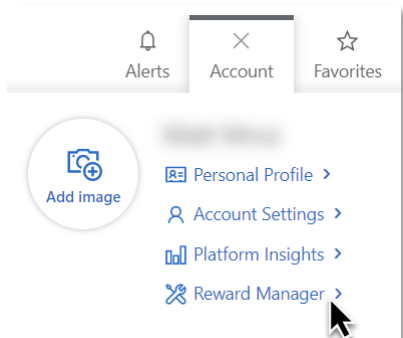 Alerts Account Favorites
Add image
Personal Profile >
Account Settings >
Platform Insights >
Reward Manager >